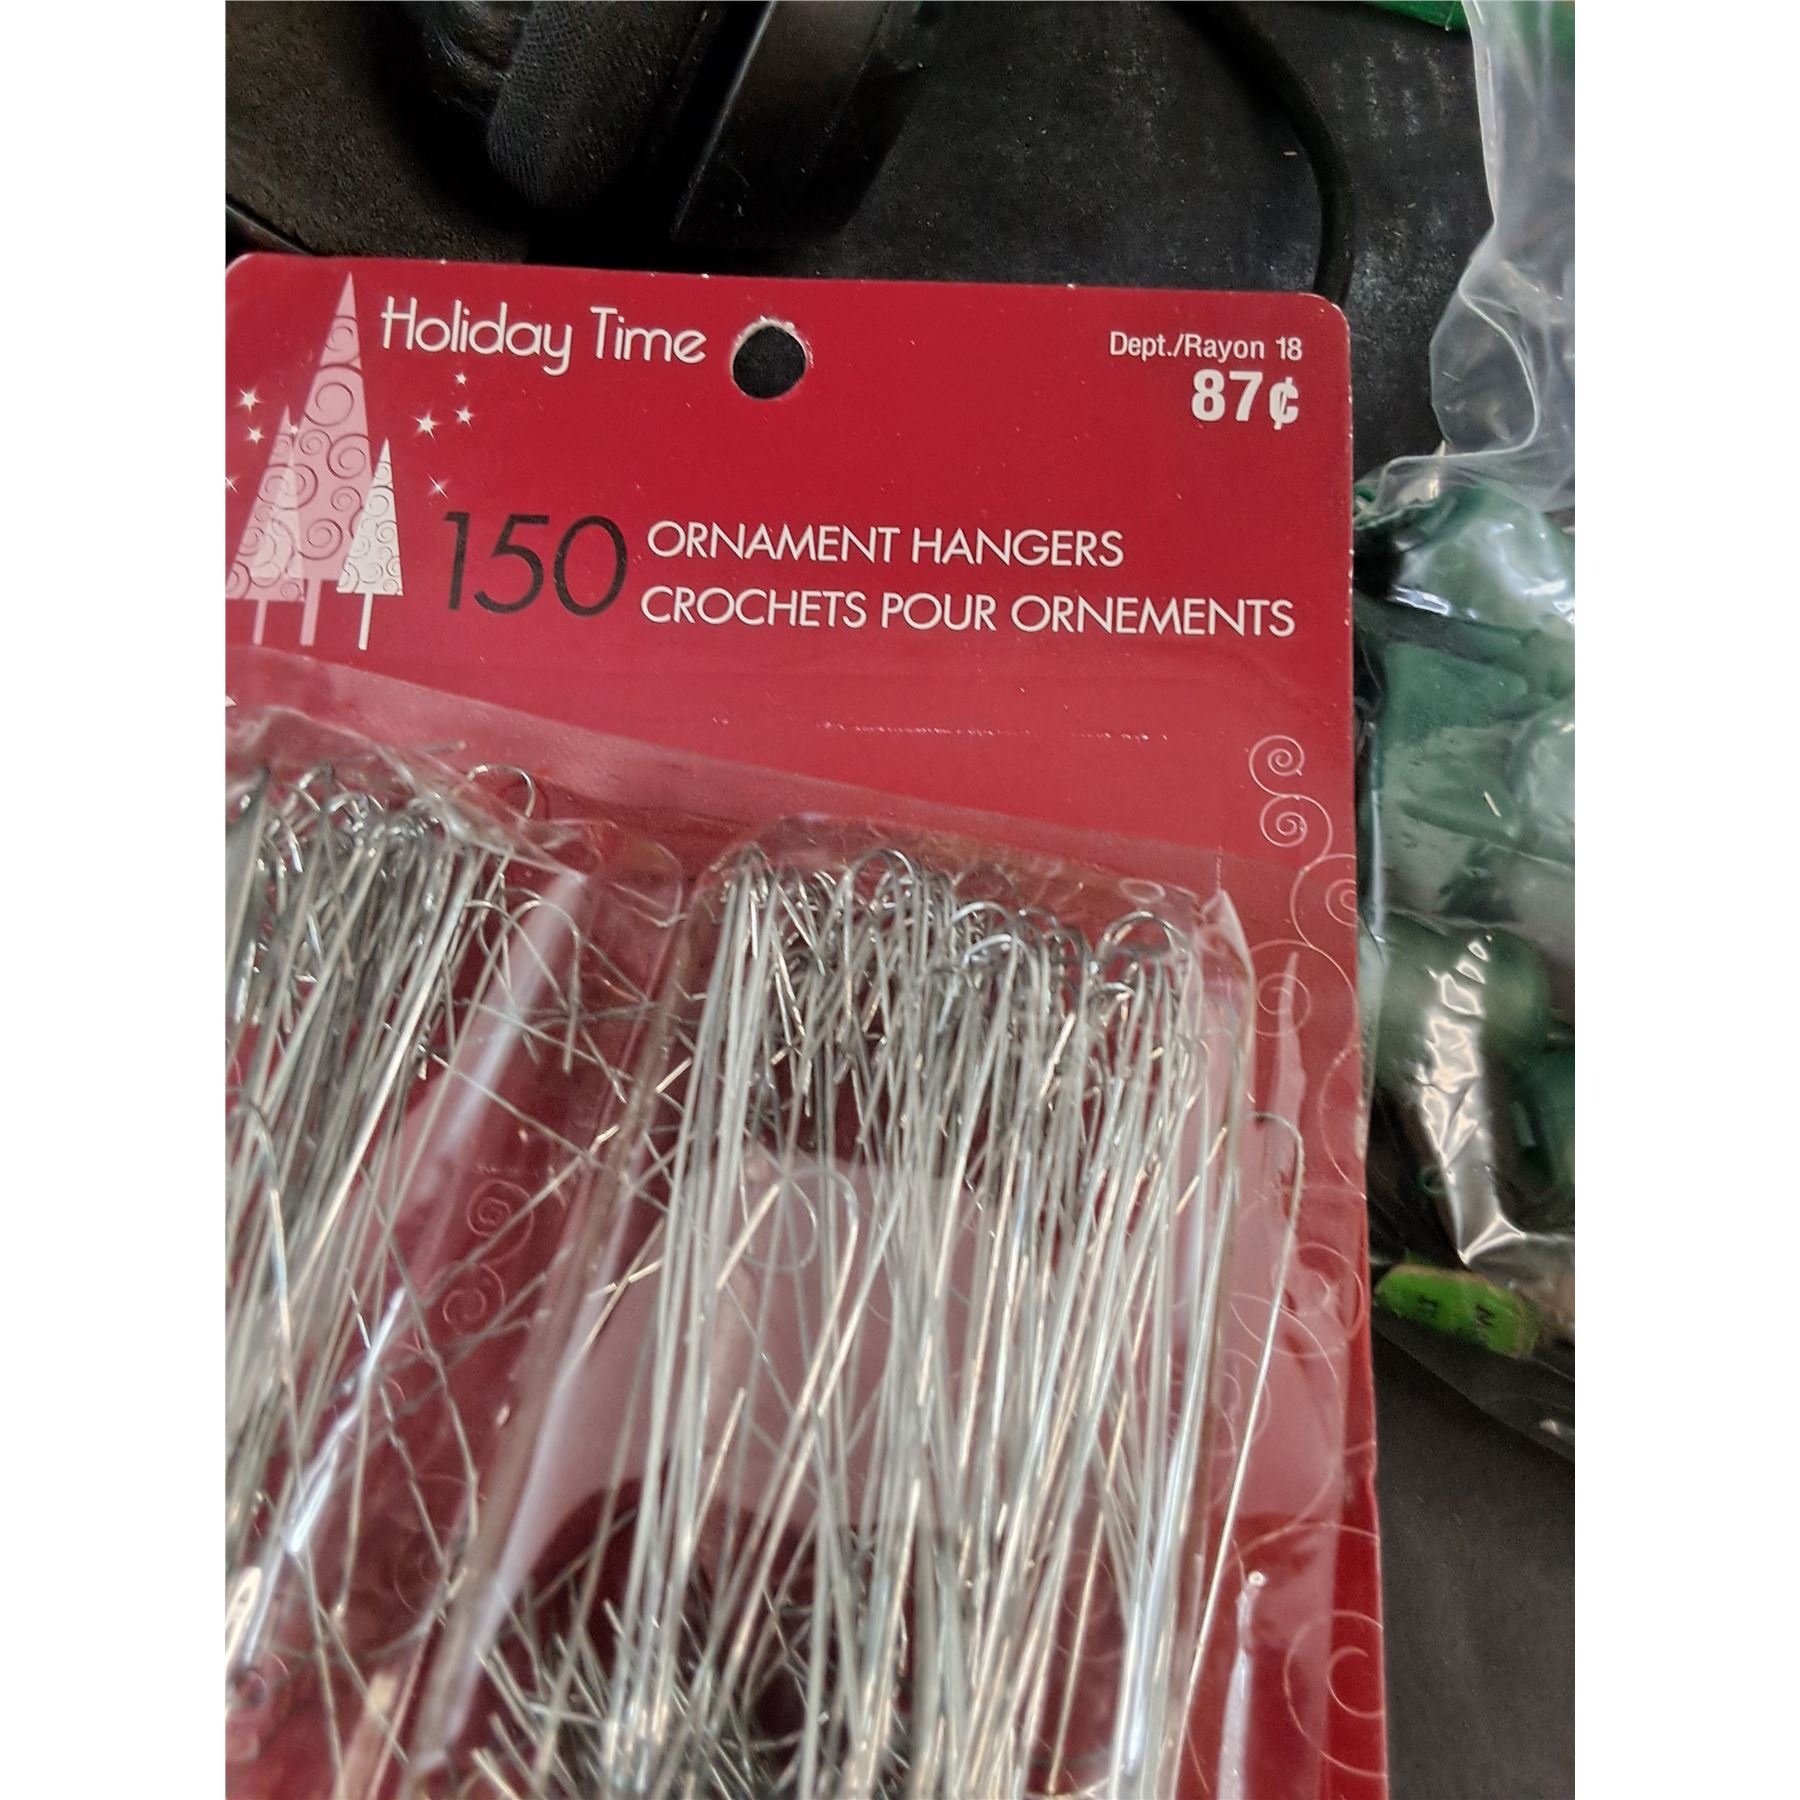 Holiday Time
Dept./Rayon 18
87¢
150 ORNAMENT HANGERS
CROCHETS POUR ORNEMENTS